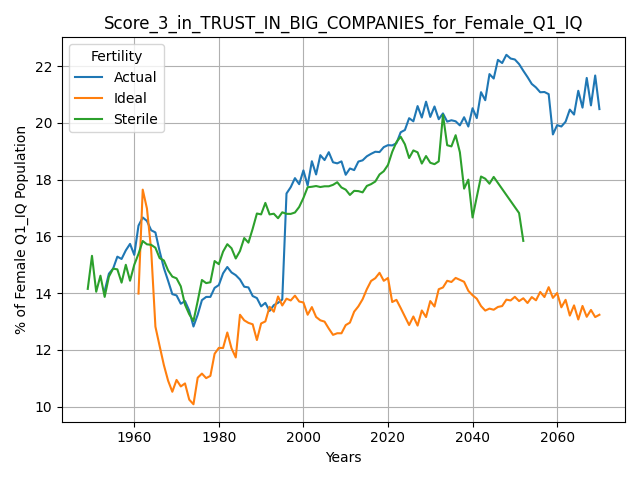 Score_3_in_TRUST_IN_BIG_COMPANIES_for_Female_Q1_IQ
Fertility
Actual
Ideal
Sterile
% of Female Q1_IQ Population
22
20
18
16
14
12
10
1960
1980
2000
2020
2040
2060
Years